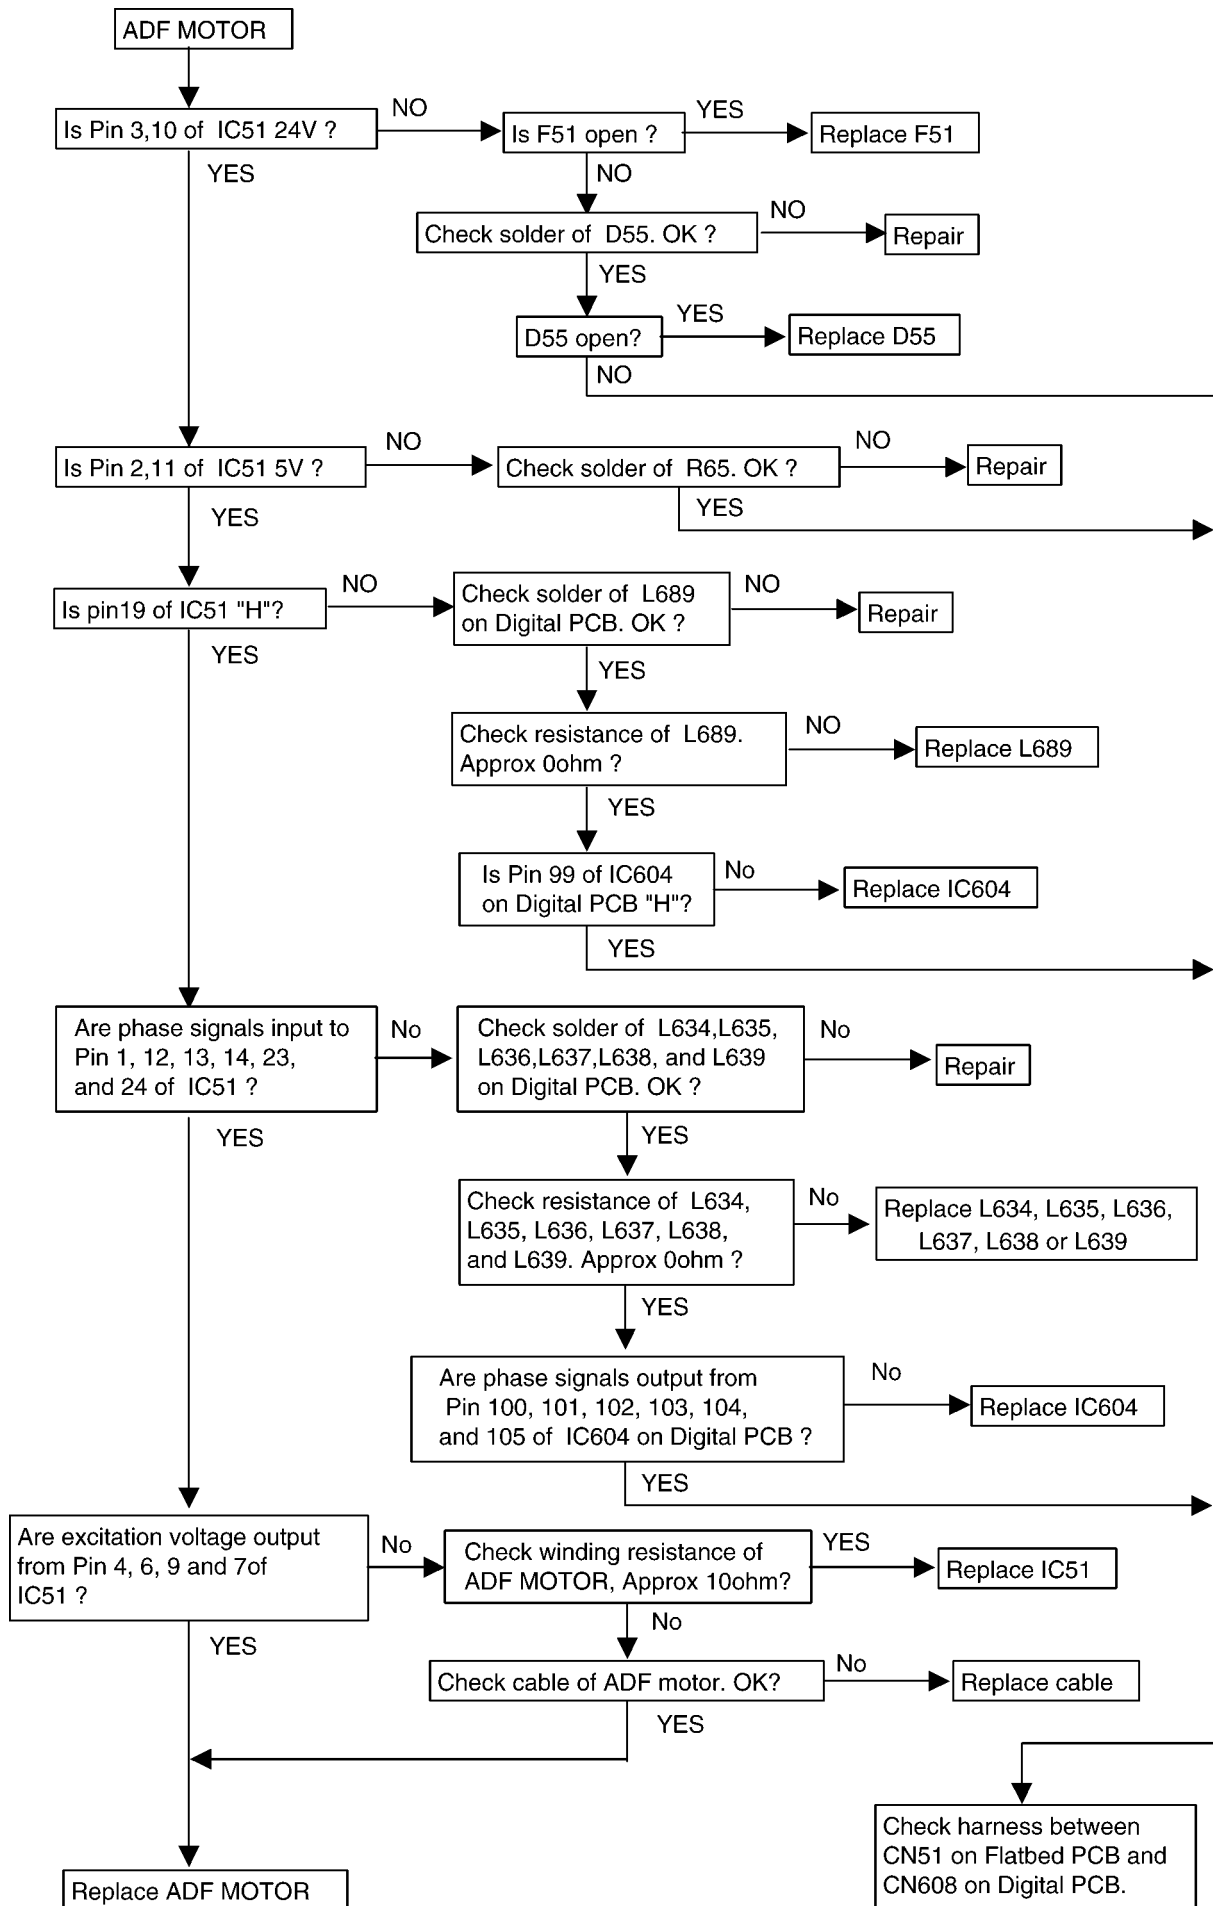 ADF MOTOR
Is Pin 3,10 of IC51 24V ?
NO
Is F51 open ?
YES
Replace F51
YES
NO
Check solder of D55. OK ?
NO
Repair
YES
D55 open?
YES
Replace D55
NO
Is Pin 2,11 of IC51 5V ?
NO
Check solder of R65. OK ?
NO
Repair
YES
YES
Is pin19 of IC51 "H"?
NO
Check solder of L689
on Digital PCB. OK ?
NO
Repair
YES
YES
Check resistance of L689.
Approx 0ohm ?
NO
Replace L689
YES
Is Pin 99 of IC604
on Digital PCB "H"?
No
Replace IC604
YES
Are phase signals input to
Pin 1, 12, 13, 14, 23,
and 24 of IC51 ?
No
Check solder of L634,L635,
L636,L637,L638, and L639
on Digital PCB. OK ?
No
Repair
YES
YES
Check resistance of L634,
L635, L636, L637, L638,
and L639. Approx 0ohm ?
No
Replace L634, L635, L636,
L637, L638 or L639
YES
Are phase signals output from
Pin 100, 101, 102, 103, 104,
and 105 of IC604 on Digital PCB ?
No
Replace IC604
YES
Are excitation voltage output
from Pin 4, 6, 9 and 7of
IC51 ?
No
Check winding resistance of
ADF MOTOR, Approx 10ohm?
YES
Replace IC51
YES
No
Check cable of ADF motor. OK?
No
Replace cable
YES
Check harness between
CN51 on Flatbed PCB and
CN608 on Digital PCB.
Replace ADF MOTOR